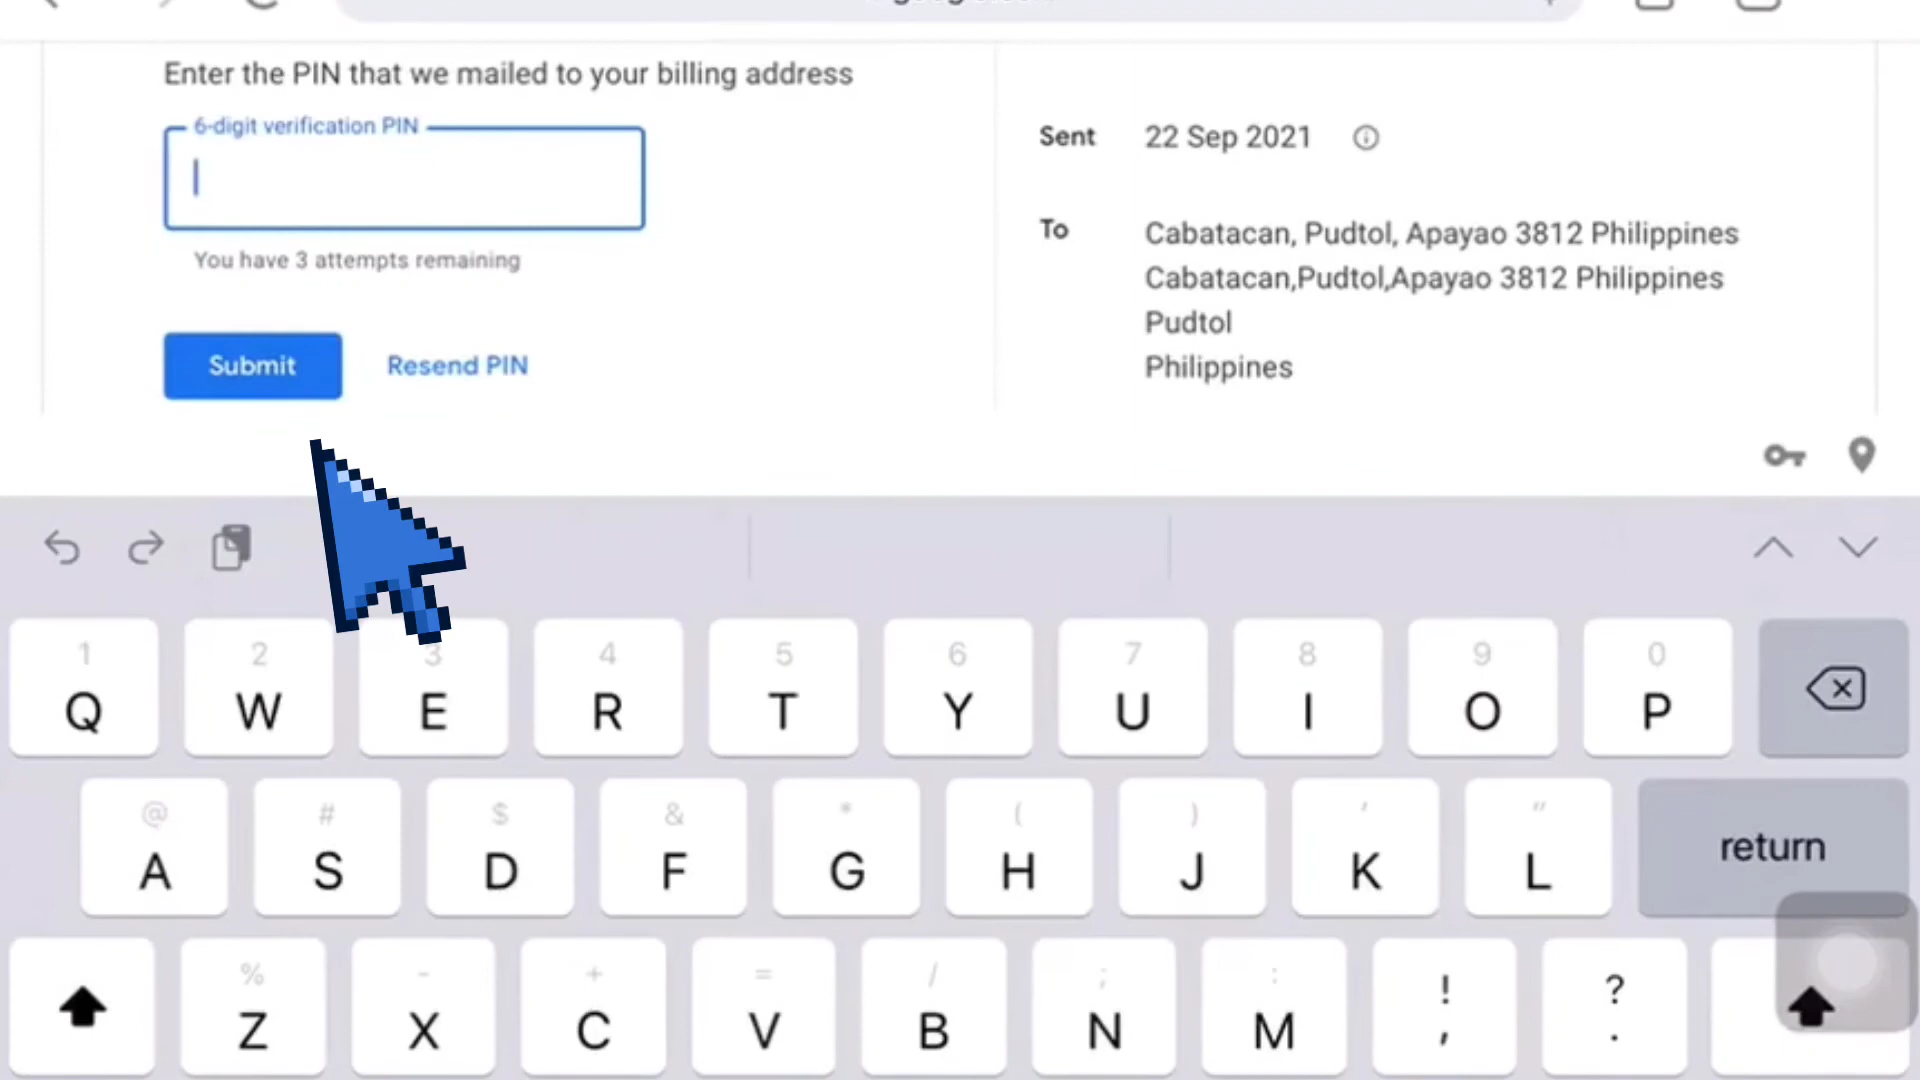 Enter the PIN that we mailed to your billing address
6-digit verification PIN
You have 3 attempts remaining
Submit Resend PIN
Sent 22 Sep 2021
To Cabatacan, Pudtol, Apayao 3812 Philippines
Cabatacan,Pudtol,Apayao 3812 Philippines
Pudtol
Philippines
1 2 3 4 5 6 7 8 9 0
Q W E R T Y U I O P
@ # $ & * ( ) ' "
A S D F G H J K L return
% - + = / ; : ! ?
Z X C V B N M , .